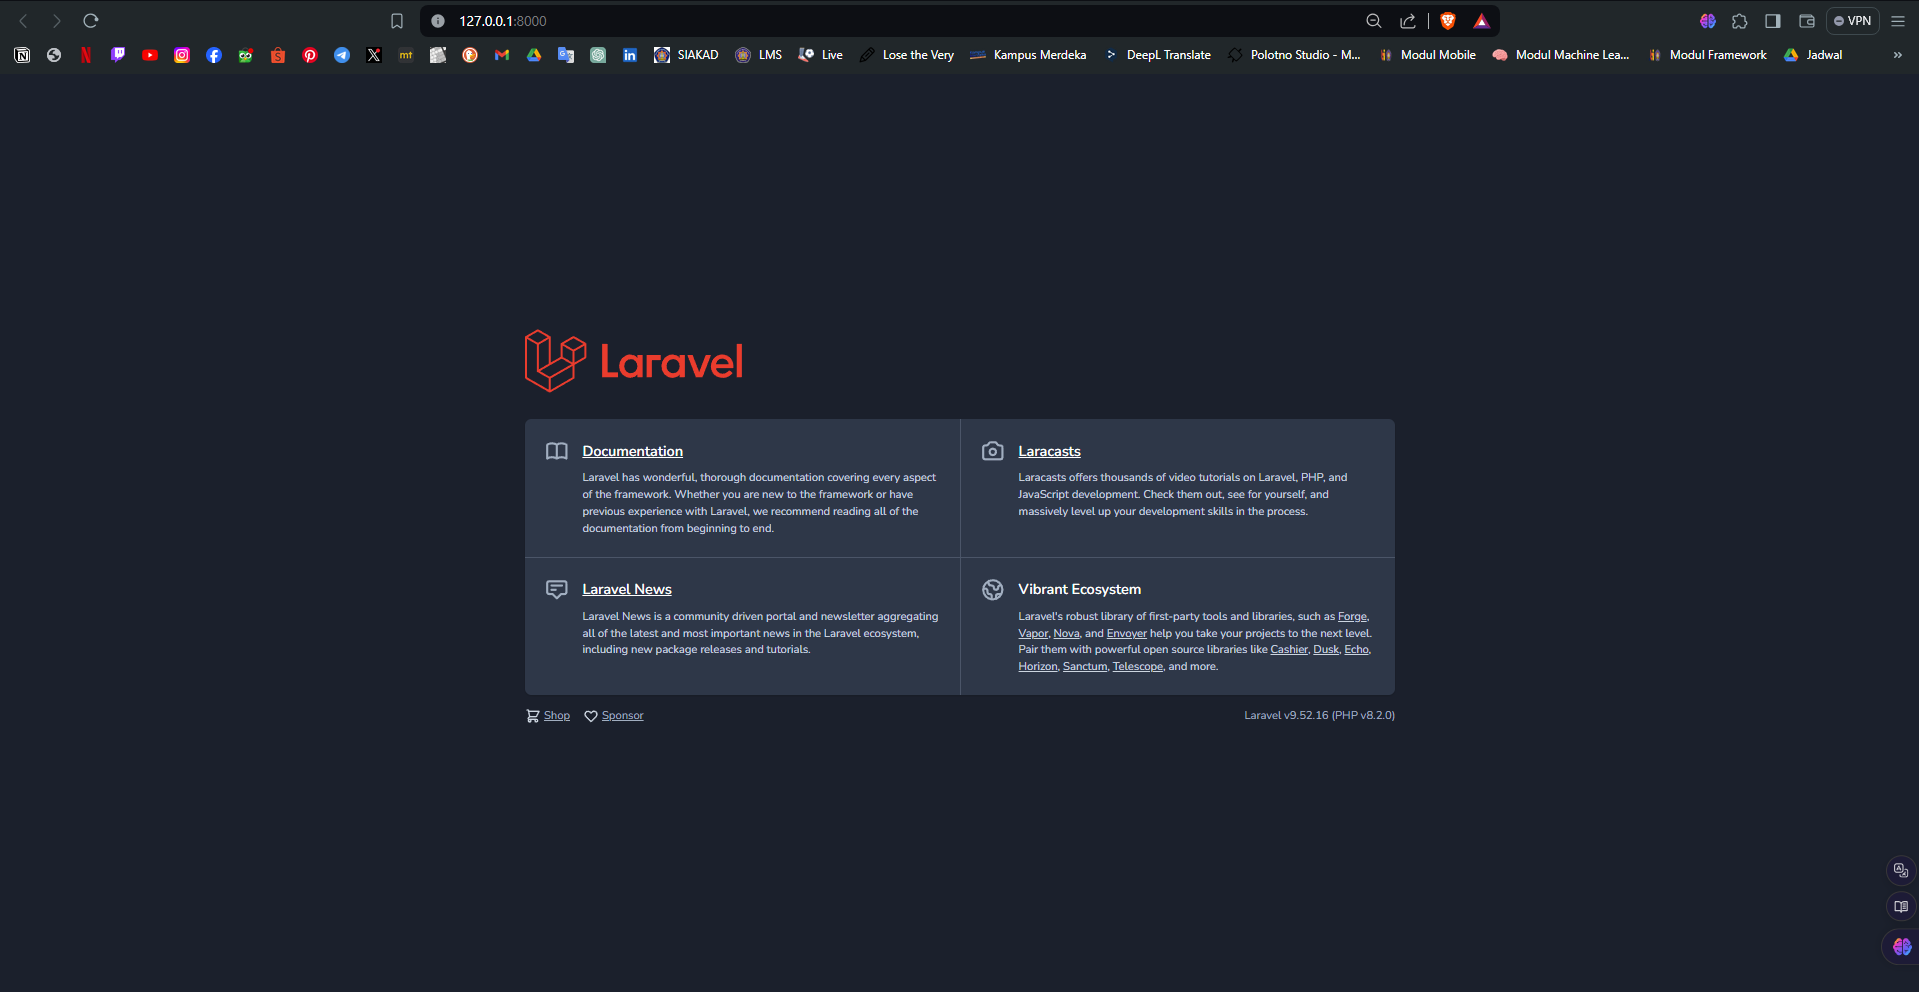 127.0.0.1:8000
VPN
mt
SIAKAD
LMS
Live
Lose the Very
Kampus Merdeka
DeepL Translate
Polotno Studio - M...
Modul Mobile
Modul Machine Lea...
Modul Framework
Jadwal
Laravel
Documentation
Laravel has wonderful, thorough documentation covering every aspect
of the framework. Whether you are new to the framework or have
previous experience with Laravel, we recommend reading all of the
documentation from beginning to end.
Laracasts
Laracasts offers thousands of video tutorials on Laravel, PHP, and
JavaScript development. Check them out, see for yourself, and
massively level up your development skills in the process.
Laravel News
Laravel News is a community driven portal and newsletter aggregating
all of the latest and most important news in the Laravel ecosystem,
including new package releases and tutorials.
Vibrant Ecosystem
Laravel's robust library of first-party tools and libraries, such as Forge,
Vapor, Nova, and Envoyer help you take your projects to the next level.
Pair them with powerful open source libraries like Cashier, Dusk, Echo,
Horizon, Sanctum, Telescope, and more.
Shop
Sponsor
Laravel v9.52.16 (PHP v8.2.0)